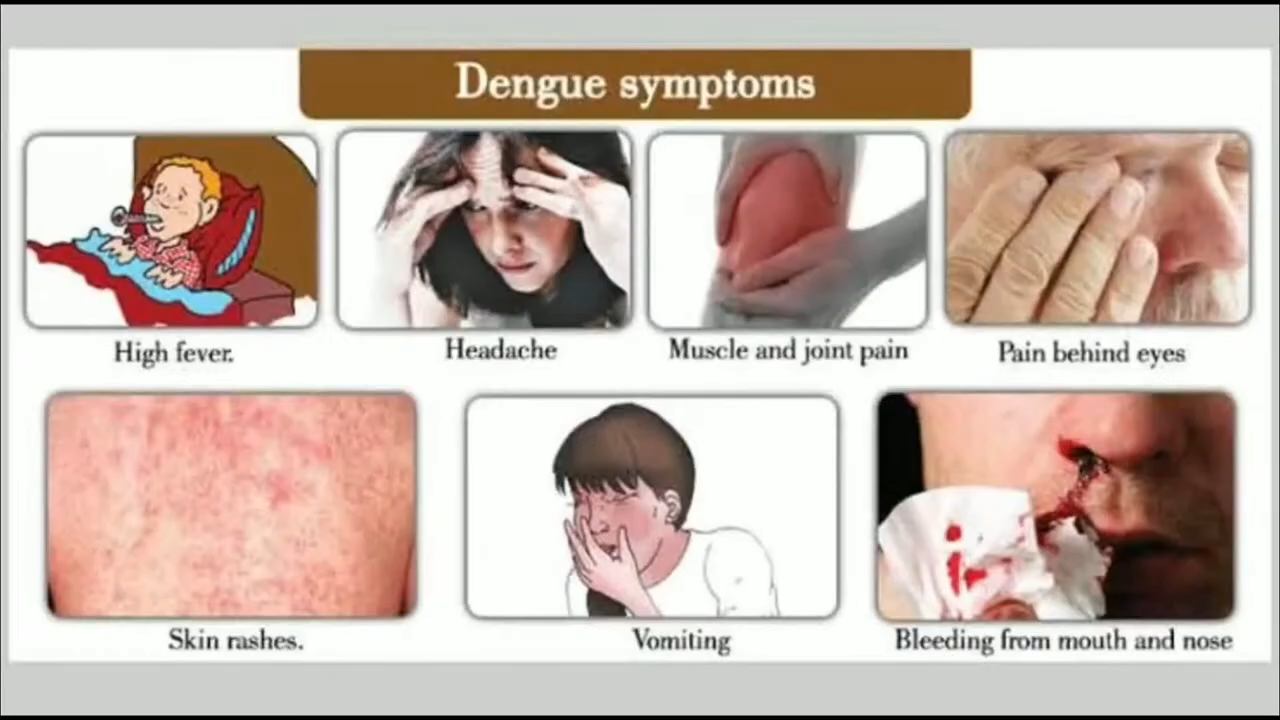 Dengue symptoms
High fever.
Headache
Muscle and joint pain
Pain behind eyes
Skin rashes.
Vomiting
Bleeding from mouth and nose